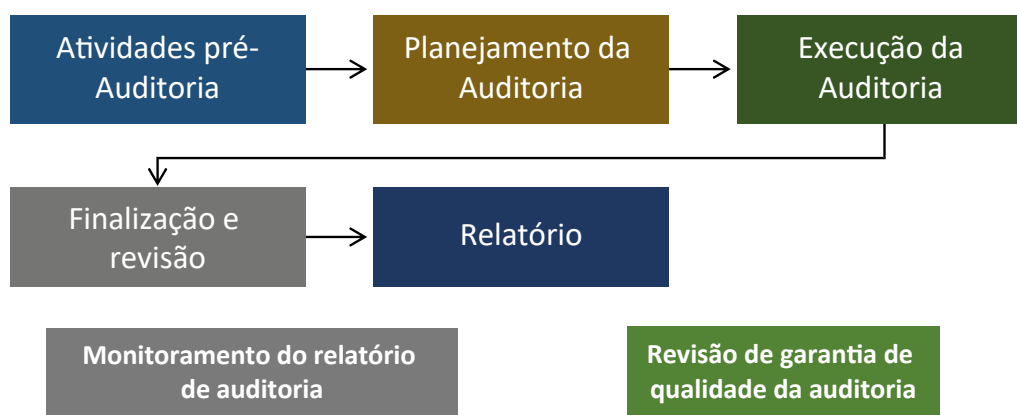 Atividades pré-
Auditoria
Planejamento da
Auditoria
Execução da
Auditoria
Finalização e
revisão
Relatório
Monitoramento do relatório
de auditoria
Revisão de garantia de
qualidade da auditoria